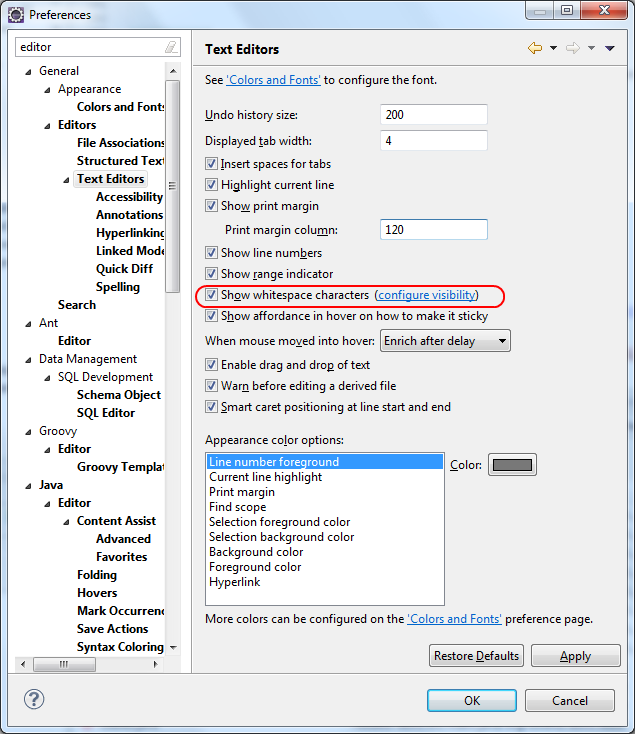 Preferences
editor
General
Appearance
Colors and Fonts
Editors
File Associations
Structured Text
Text Editors
Accessibility
Annotations
Hyperlinking
Linked Mode
Quick Diff
Spelling
Search
Ant
Editor
Data Management
SQL Development
Schema Object
SQL Editor
Groovy
Editor
Groovy Templat
Java
Editor
Content Assist
Advanced
Favorites
Folding
Hovers
Mark Occurrenc
Save Actions
Syntax Coloring
Text Editors
See 'Colors and Fonts' to configure the font.
Undo history size: 200
Displayed tab width: 4
Insert spaces for tabs
Highlight current line
Show print margin
Print margin column: 120
Show line numbers
Show range indicator
Show whitespace characters (configure visibility)
Show affordance in hover on how to make it sticky
When mouse moved into hover: Enrich after delay
Enable drag and drop of text
Warn before editing a derived file
Smart caret positioning at line start and end
Appearance color options:
Line number foreground
Current line highlight
Print margin
Find scope
Selection foreground color
Selection background color
Background color
Foreground color
Hyperlink
Color:
More colors can be configured on the 'Colors and Fonts' preference page.
Restore Defaults
Apply
?
OK
Cancel